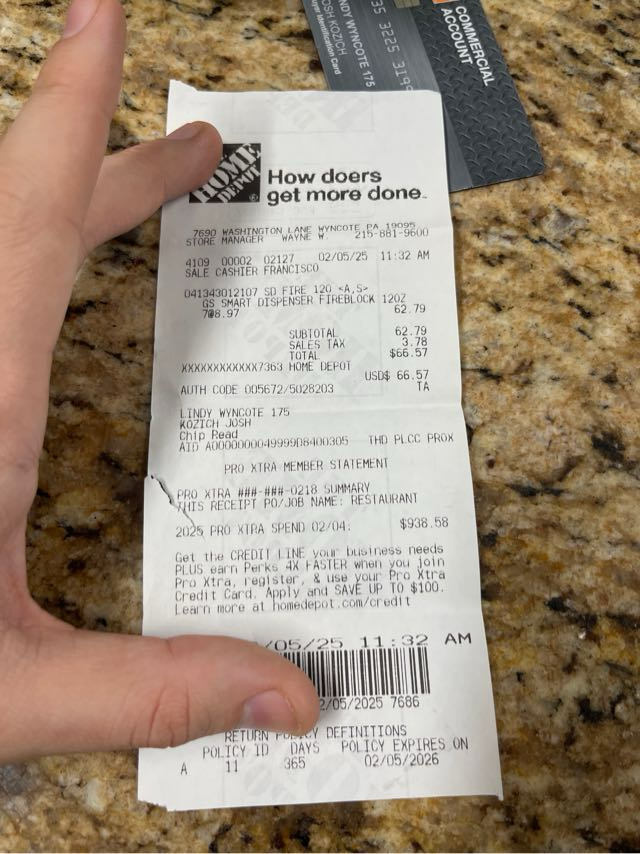 COMMERCIAL
ACCOUNT
35 3225 319
NDY WYNCOTE 175
OSH KOZICH
uyer Identification Card
THE
HOME
DEPOT
How doers
get more done.
7690 WASHINGTON LANE WYNCOTE, PA 19095
STORE MANAGER WAYNE W. 215-881-9600
4109 00002 02127 02/05/25 11:32 AM
SALE CASHIER FRANCISCO
041343012107 SD FIRE 120 <A,S>
GS SMART DISPENSER FIREBLOCK 12OZ
7@8.97 62.79
SUBTOTAL 62.79
SALES TAX 3.78
TOTAL $66.57
XXXXXXXXXXXX7363 HOME DEPOT
USD$ 66.57
AUTH CODE 005672/5028203 TA
LINDY WYNCOTE 175
KOZICH JOSH
Chip Read
AID A0000000049999D8400305 THD PLCC PROX
PRO XTRA MEMBER STATEMENT
PRO XTRA ###-###-0218 SUMMARY
THIS RECEIPT PO/JOB NAME: RESTAURANT
2025 PRO XTRA SPEND 02/04: $938.58
Get the CREDIT LINE your business needs
PLUS earn Perks 4X FASTER when you join
Pro Xtra, register, & use your Pro Xtra
Credit Card. Apply and SAVE UP TO $100.
Learn more at homedepot.com/credit
/05/25 11:32 AM
2/05/2025 7686
RETURN POLICY DEFINITIONS
POLICY ID DAYS POLICY EXPIRES ON
A 11 365 02/05/2026